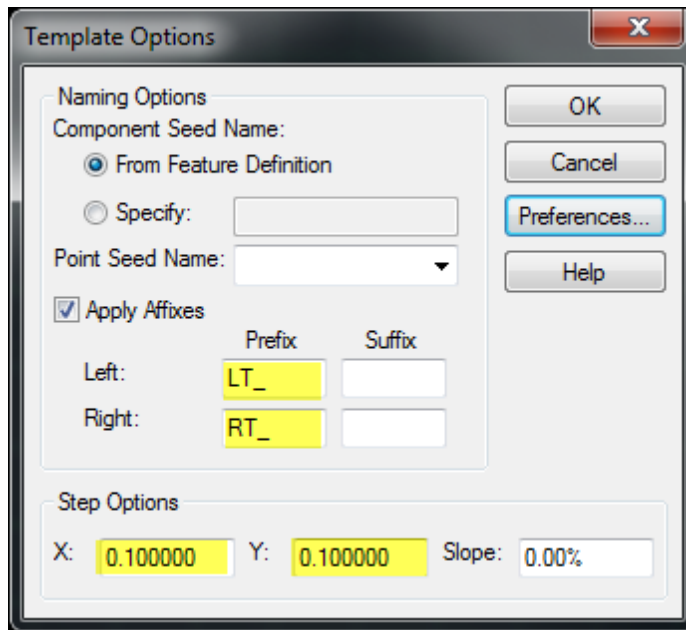 Template Options
Naming Options
Component Seed Name:
From Feature Definition
Specify:
Point Seed Name:
Apply Affixes
Prefix Suffix
Left: LT_
Right: RT_
OK
Cancel
Preferences...
Help
Step Options
X: 0.100000 Y: 0.100000 Slope: 0.00%